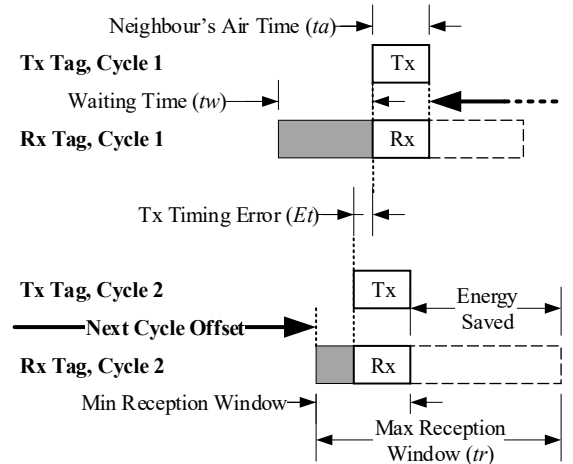 Neighbour's Air Time (ta)
Tx Tag, Cycle 1
Tx
Waiting Time (tw)
Rx Tag, Cycle 1
Rx
Tx Timing Error (Et)
Tx Tag, Cycle 2
Tx
Energy
Saved
Next Cycle Offset
Rx Tag, Cycle 2
Rx
Min Reception Window
Max Reception
Window (tr)